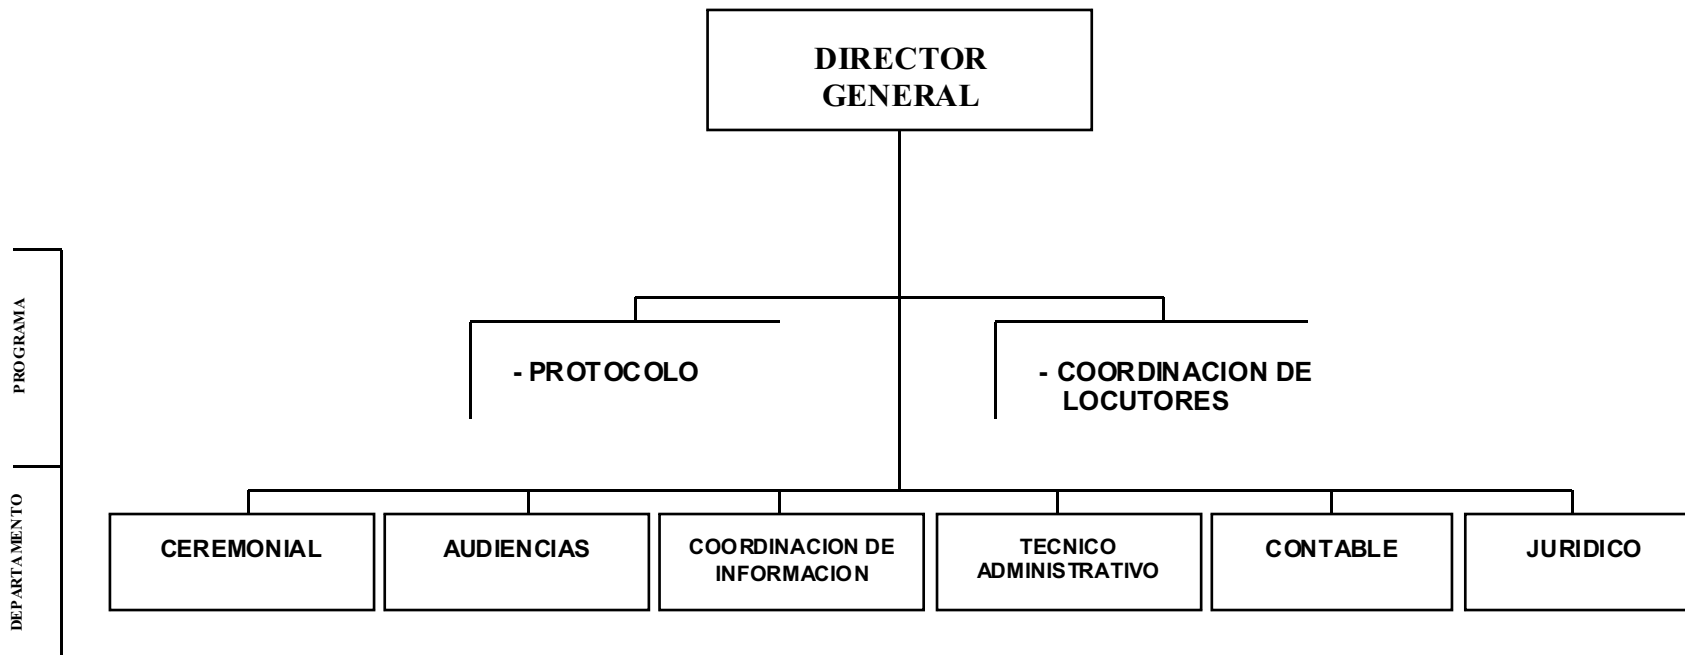 DIRECTOR
GENERAL
PROGRAMA
- PROTOCOLO
- COORDINACION DE
LOCUTORES
DEPARTAMENTO
CEREMONIAL
AUDIENCIAS
COORDINACION DE
INFORMACION
TECNICO
ADMINISTRATIVO
CONTABLE
JURIDICO